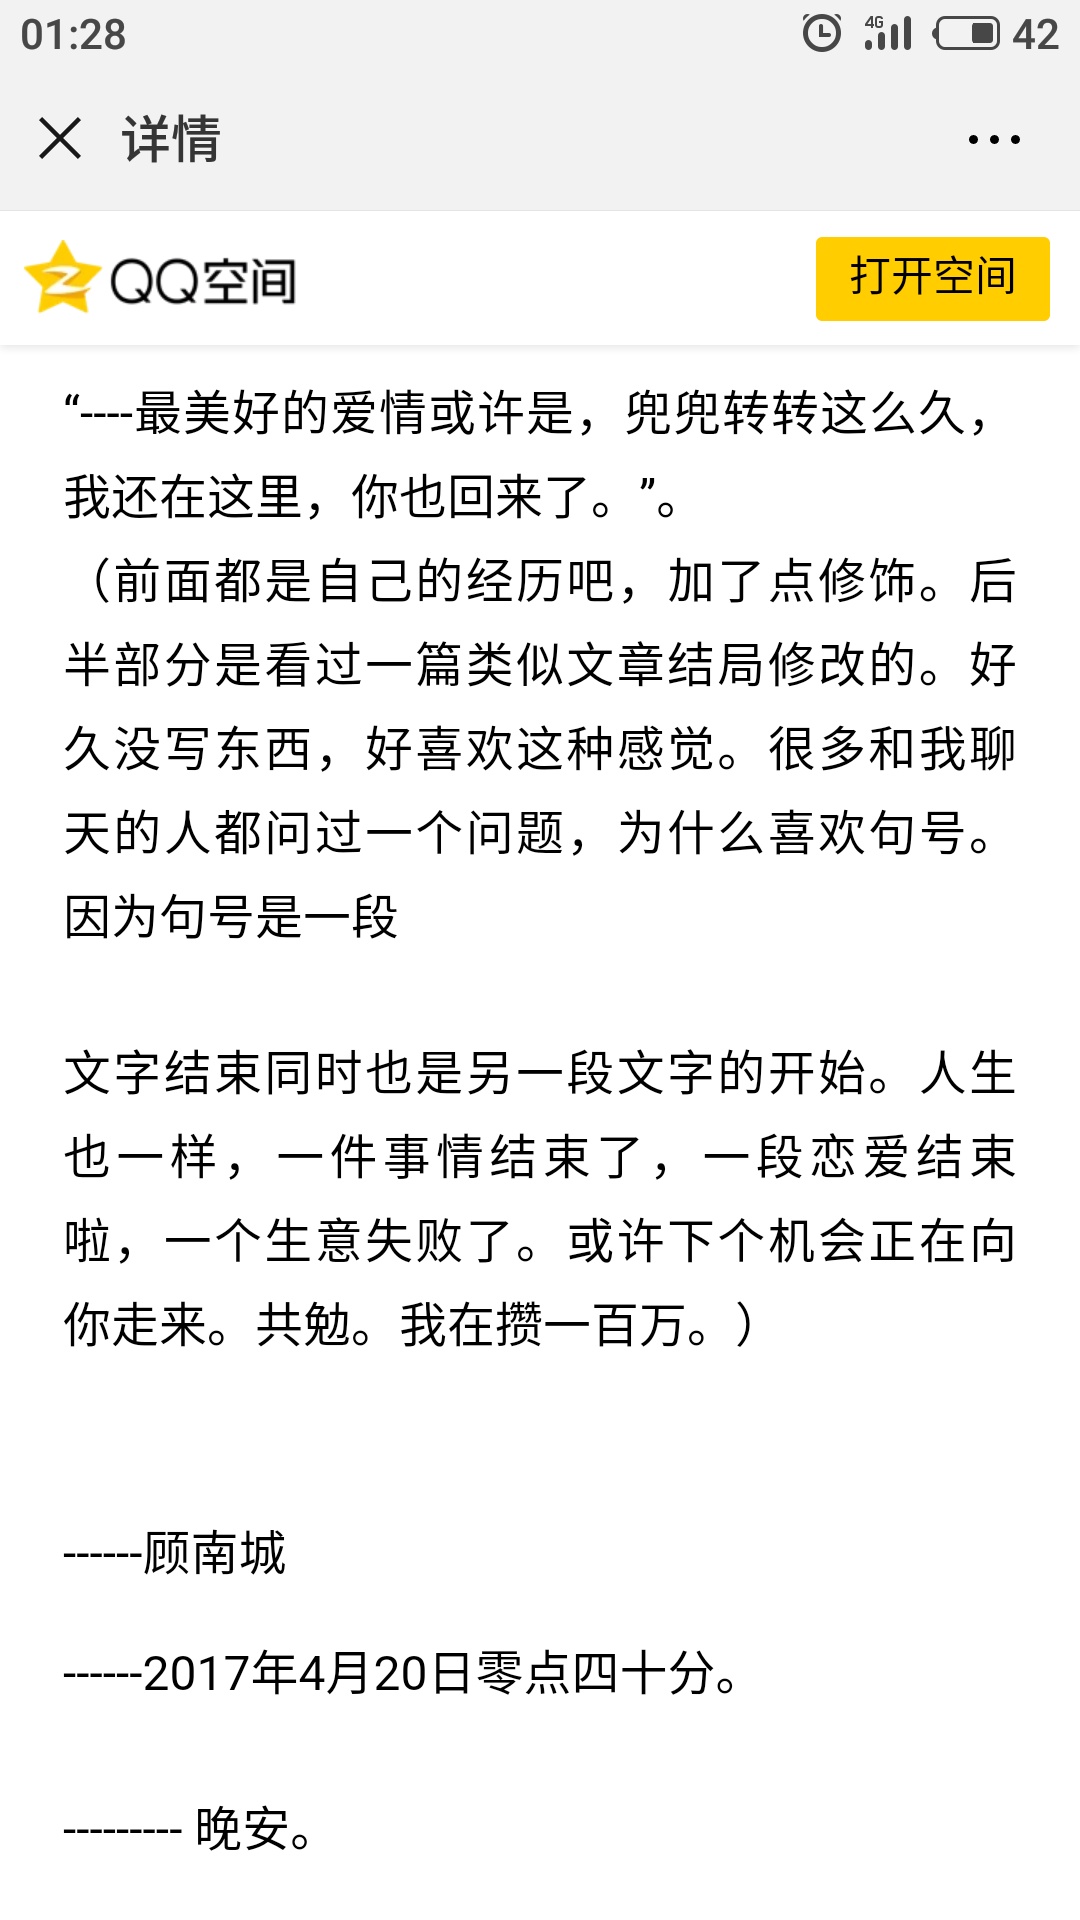 01:28
4G
42
详情
QQ空间
打开空间
“----最美好的爱情或许是，兜兜转转这么久，
我还在这里，你也回来了。”。
（前面都是自己的经历吧，加了点修饰。后
半部分是看过一篇类似文章结局修改的。好
久没写东西，好喜欢这种感觉。很多和我聊
天的人都问过一个问题，为什么喜欢句号。
因为句号是一段
文字结束同时也是另一段文字的开始。人生
也一样，一件事情结束了，一段恋爱结束
啦，一个生意失败了。或许下个机会正在向
你走来。共勉。我在攒一百万。）
------顾南城
------2017年4月20日零点四十分。
--------- 晚安。